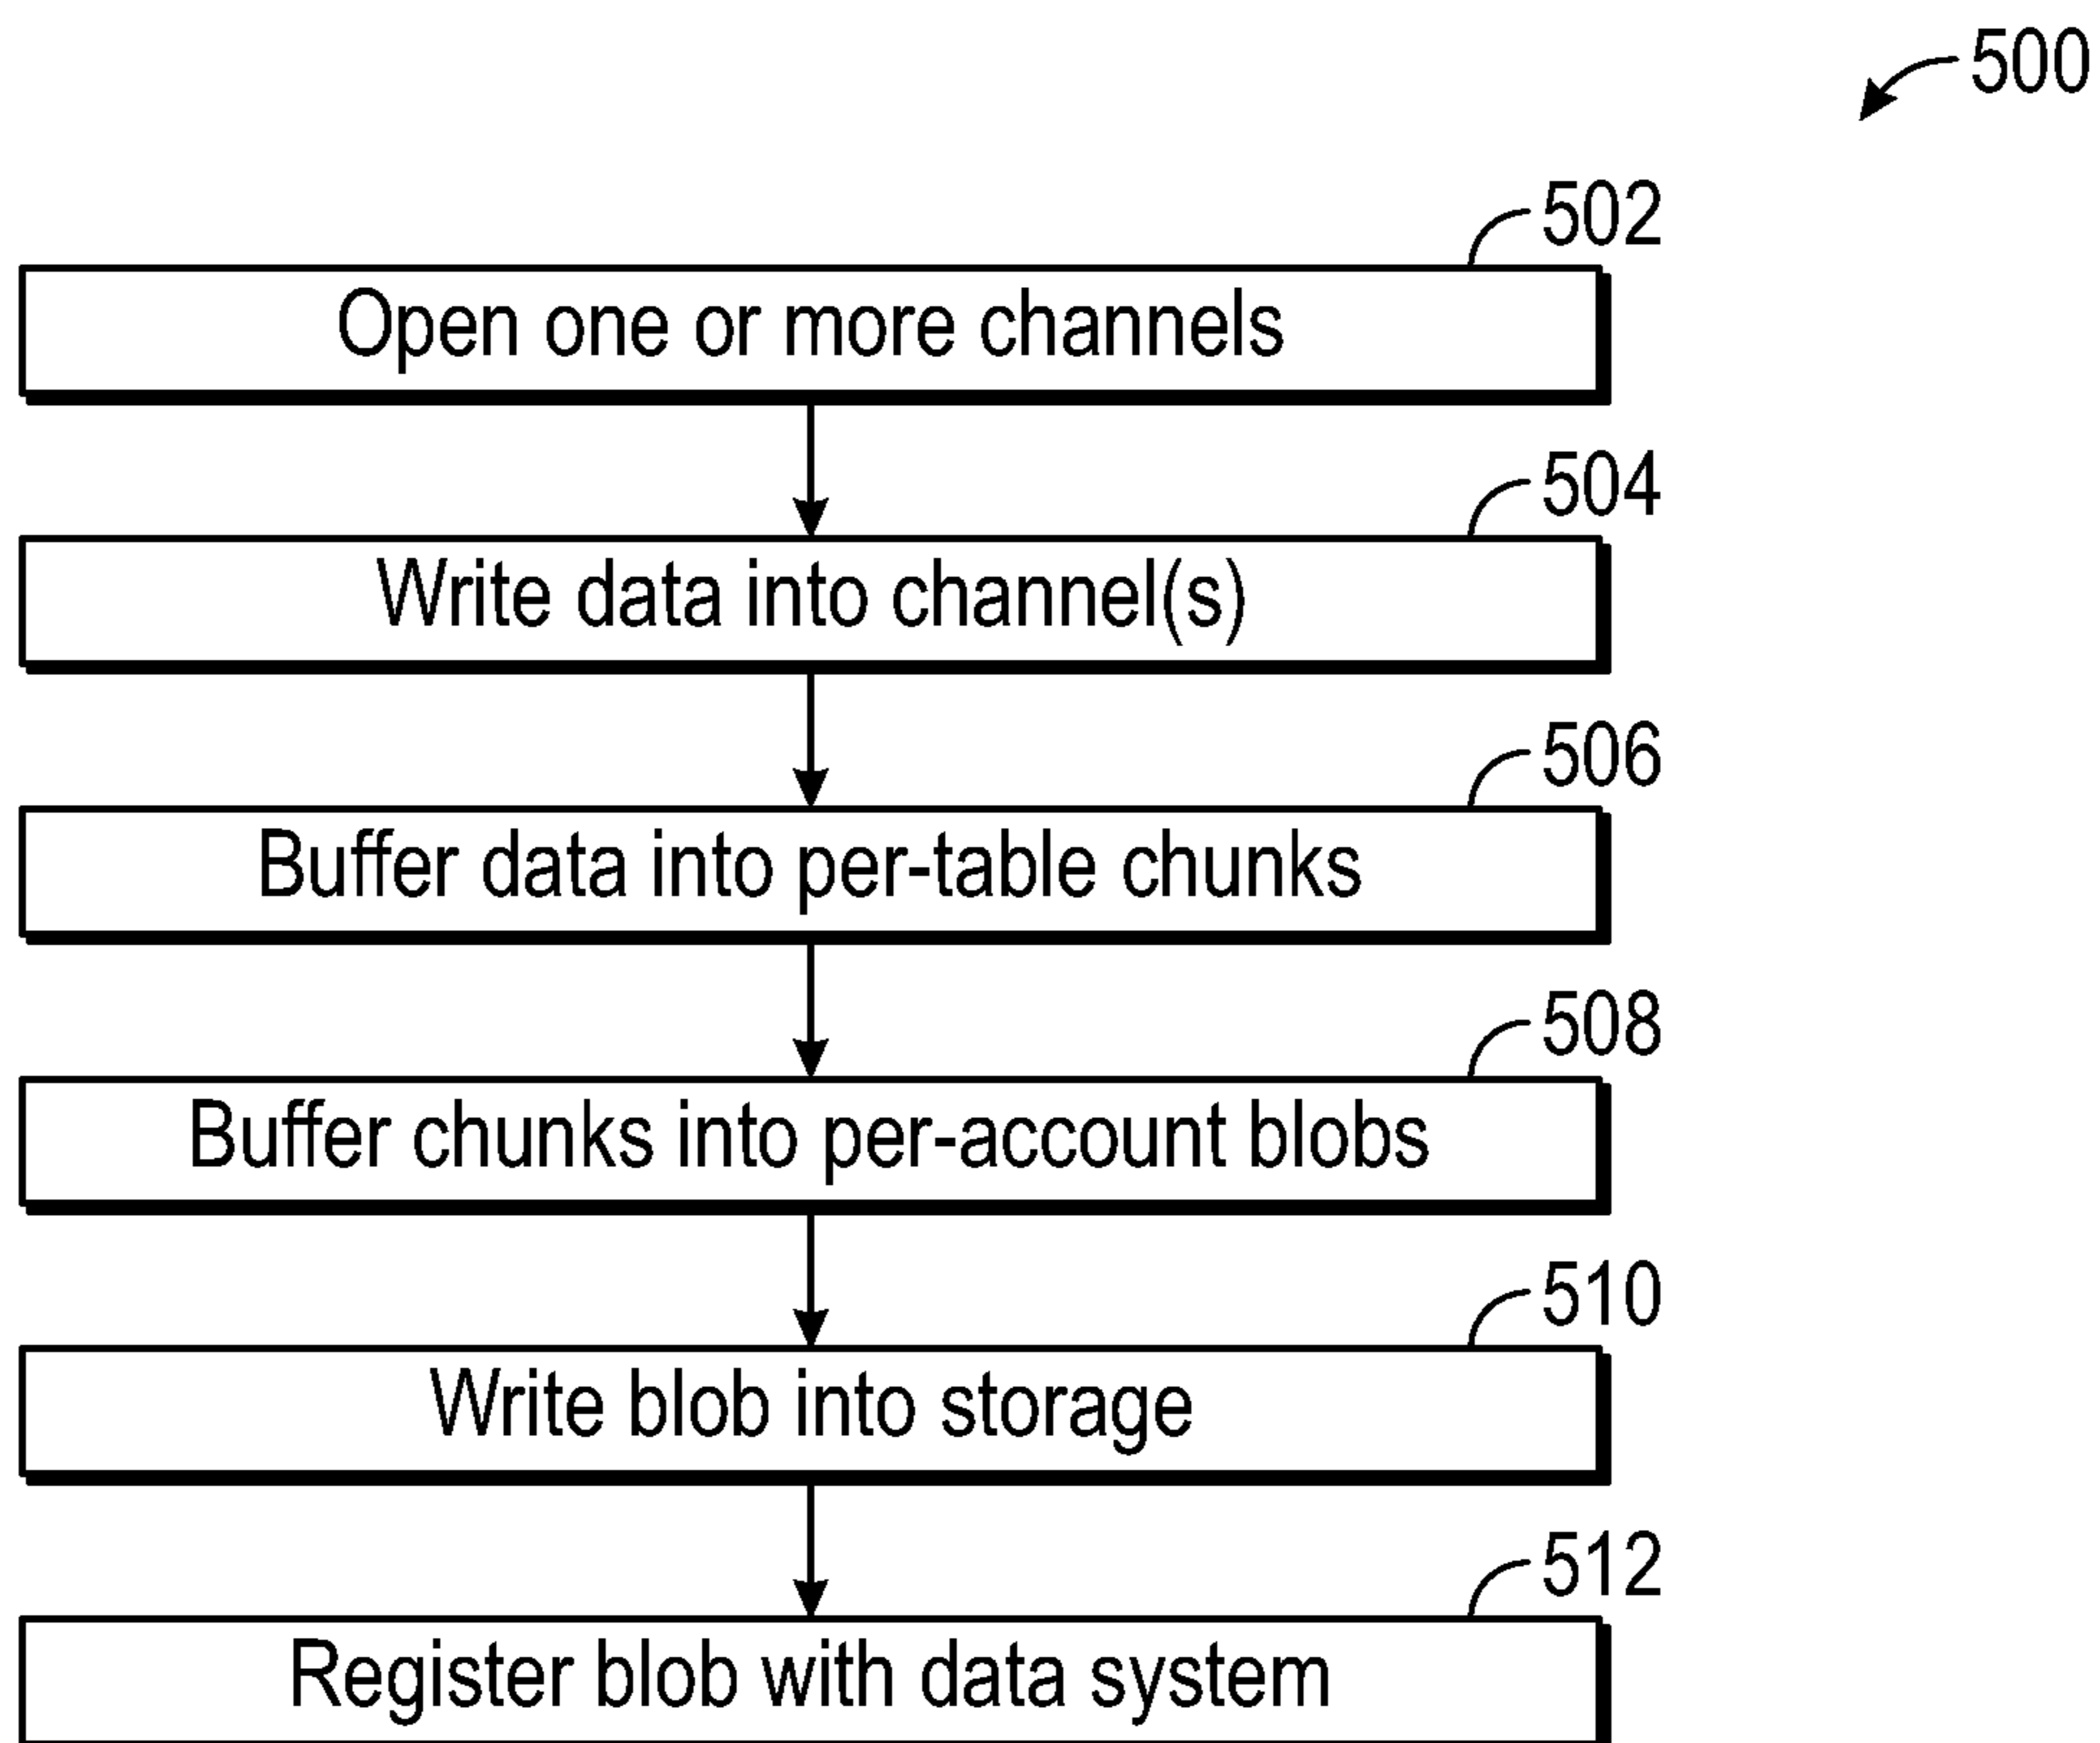 500
502
Open one or more channels
504
Write data into channel(s)
506
Buffer data into per-table chunks
508
Buffer chunks into per-account blobs
510
Write blob into storage
512
Register blob with data system